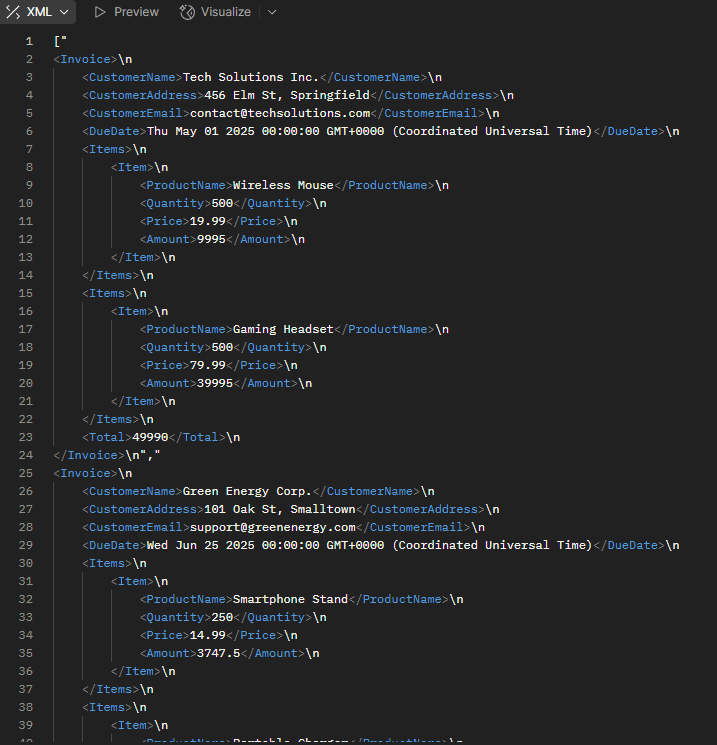 XML Preview Visualize
1 ["
2 <Invoice>\n
3 <CustomerName>Tech Solutions Inc.</CustomerName>\n
4 <CustomerAddress>456 Elm St, Springfield</CustomerAddress>\n
5 <CustomerEmail>contact@techsolutions.com</CustomerEmail>\n
6 <DueDate>Thu May 01 2025 00:00:00 GMT+0000 (Coordinated Universal Time)</DueDate>\n
7 <Items>\n
8 <Item>\n
9 <ProductName>Wireless Mouse</ProductName>\n
10 <Quantity>500</Quantity>\n
11 <Price>19.99</Price>\n
12 <Amount>9995</Amount>\n
13 </Item>\n
14 </Items>\n
15 <Items>\n
16 <Item>\n
17 <ProductName>Gaming Headset</ProductName>\n
18 <Quantity>500</Quantity>\n
19 <Price>79.99</Price>\n
20 <Amount>39995</Amount>\n
21 </Item>\n
22 </Items>\n
23 <Total>49990</Total>\n
24 </Invoice>\n","
25 <Invoice>\n
26 <CustomerName>Green Energy Corp.</CustomerName>\n
27 <CustomerAddress>101 Oak St, Smalltown</CustomerAddress>\n
28 <CustomerEmail>support@greenenergy.com</CustomerEmail>\n
29 <DueDate>Wed Jun 25 2025 00:00:00 GMT+0000 (Coordinated Universal Time)</DueDate>\n
30 <Items>\n
31 <Item>\n
32 <ProductName>Smartphone Stand</ProductName>\n
33 <Quantity>250</Quantity>\n
34 <Price>14.99</Price>\n
35 <Amount>3747.5</Amount>\n
36 </Item>\n
37 </Items>\n
38 <Items>\n
39 <Item>\n